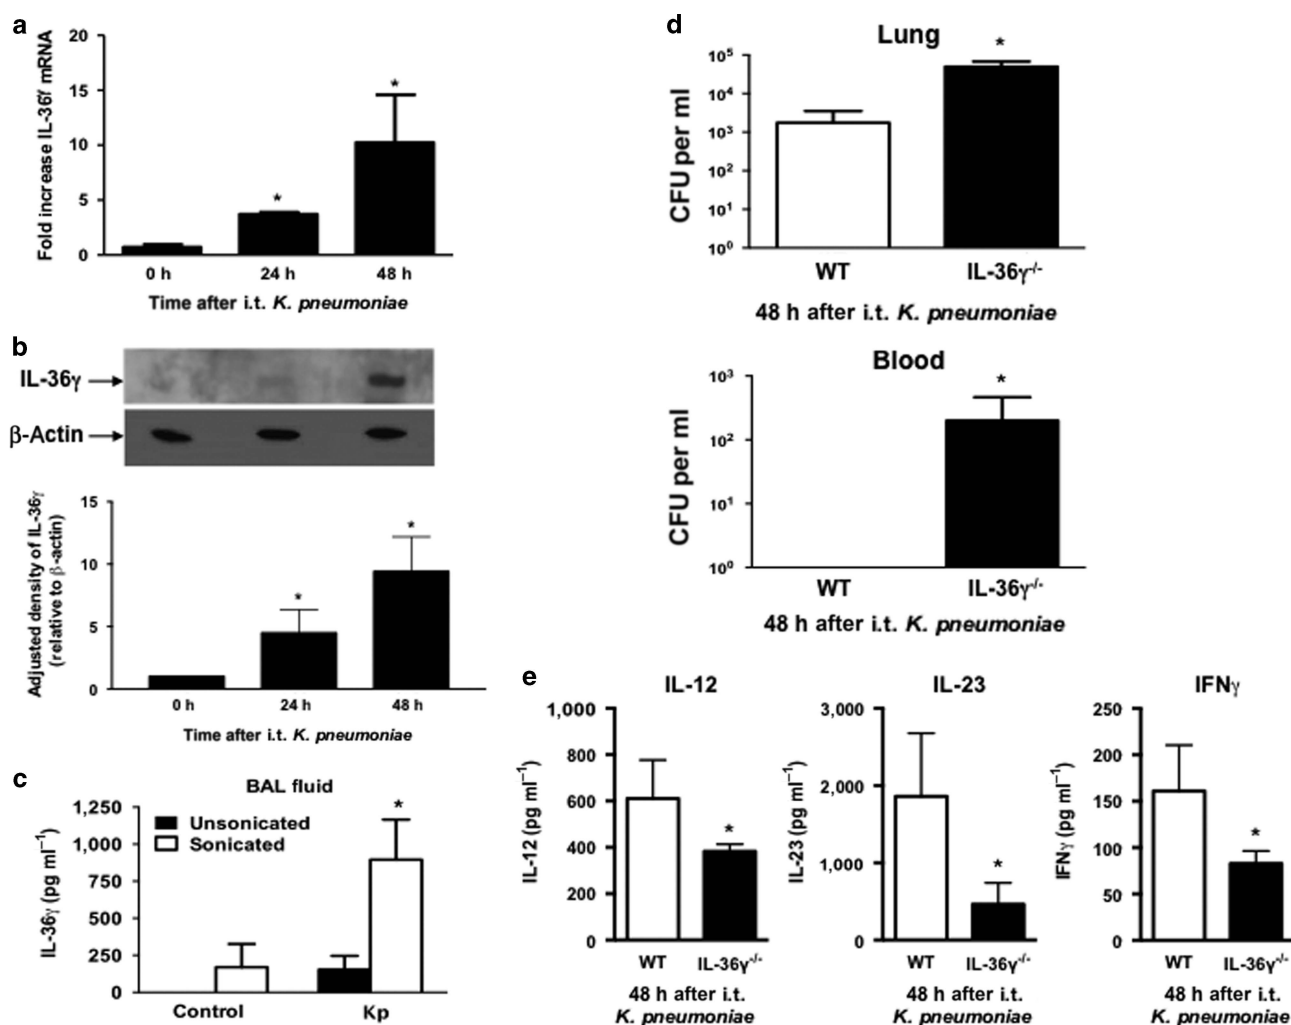 a
Fold increase IL-36γ mRNA
20
15
10
5
0
*
*
0 h 24 h 48 h
Time after i.t. K. pneumoniae
b
IL-36γ
β-Actin
Adjusted density of IL-36γ
(relative to β-actin)
15
10
5
0
*
*
0 h 24 h 48 h
Time after i.t. K. pneumoniae
c
BAL fluid
IL-36γ (pg ml⁻¹)
1,250
1,000
750
500
250
0
Unsonicated
Sonicated
*
Control Kp
d
Lung
CFU per ml
10⁵
10⁴
10³
10²
10¹
10⁰
*
WT IL-36γ⁻/⁻
48 h after i.t. K. pneumoniae
Blood
CFU per ml
10³
10²
10¹
10⁰
*
WT IL-36γ⁻/⁻
48 h after i.t. K. pneumoniae
e
IL-12
IL-12 (pg ml⁻¹)
1,000
800
600
400
200
0
*
WT IL-36γ⁻/⁻
48 h after i.t.
K. pneumoniae
IL-23
IL-23 (pg ml⁻¹)
3,000
2,000
1,000
0
*
WT IL-36γ⁻/⁻
48 h after i.t.
K. pneumoniae
IFNγ
IFNγ (pg ml⁻¹)
250
200
150
100
50
0
*
WT IL-36γ⁻/⁻
48 h after i.t.
K. pneumoniae